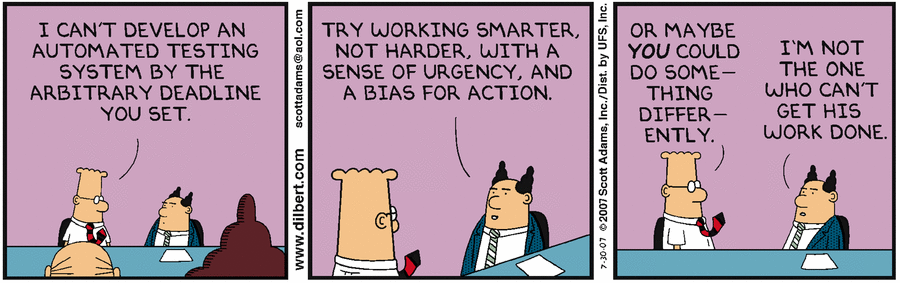 I CAN'T DEVELOP AN
AUTOMATED TESTING
SYSTEM BY THE
ARBITRARY DEADLINE
YOU SET.
www.dilbert.com scottadams@aol.com
TRY WORKING SMARTER,
NOT HARDER, WITH A
SENSE OF URGENCY, AND
A BIAS FOR ACTION.
7-30-07 ©2007 Scott Adams, Inc./Dist. by UFS, Inc.
OR MAYBE
YOU COULD
DO SOME-
THING
DIFFER-
ENTLY.
I'M NOT
THE ONE
WHO CAN'T
GET HIS
WORK DONE.